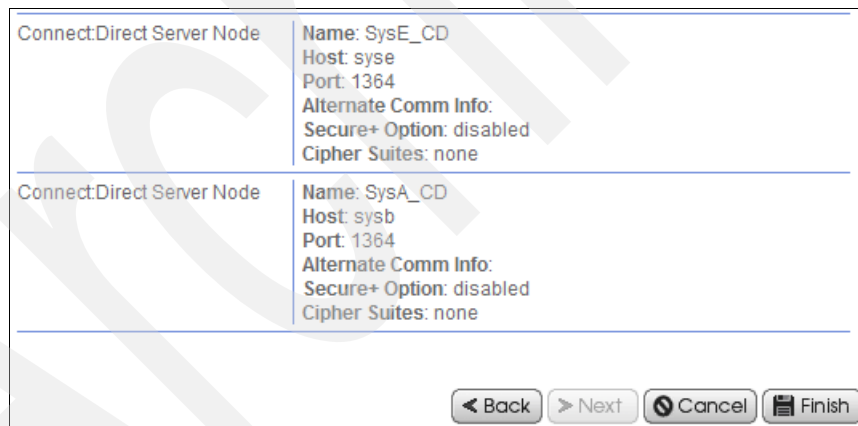 Connect:Direct Server Node
Name: SysE_CD
Host: syse
Port: 1364
Alternate Comm Info:
Secure+ Option: disabled
Cipher Suites: none
Connect:Direct Server Node
Name: SysA_CD
Host: sysb
Port: 1364
Alternate Comm Info:
Secure+ Option: disabled
Cipher Suites: none
Back
Next
Cancel
Finish